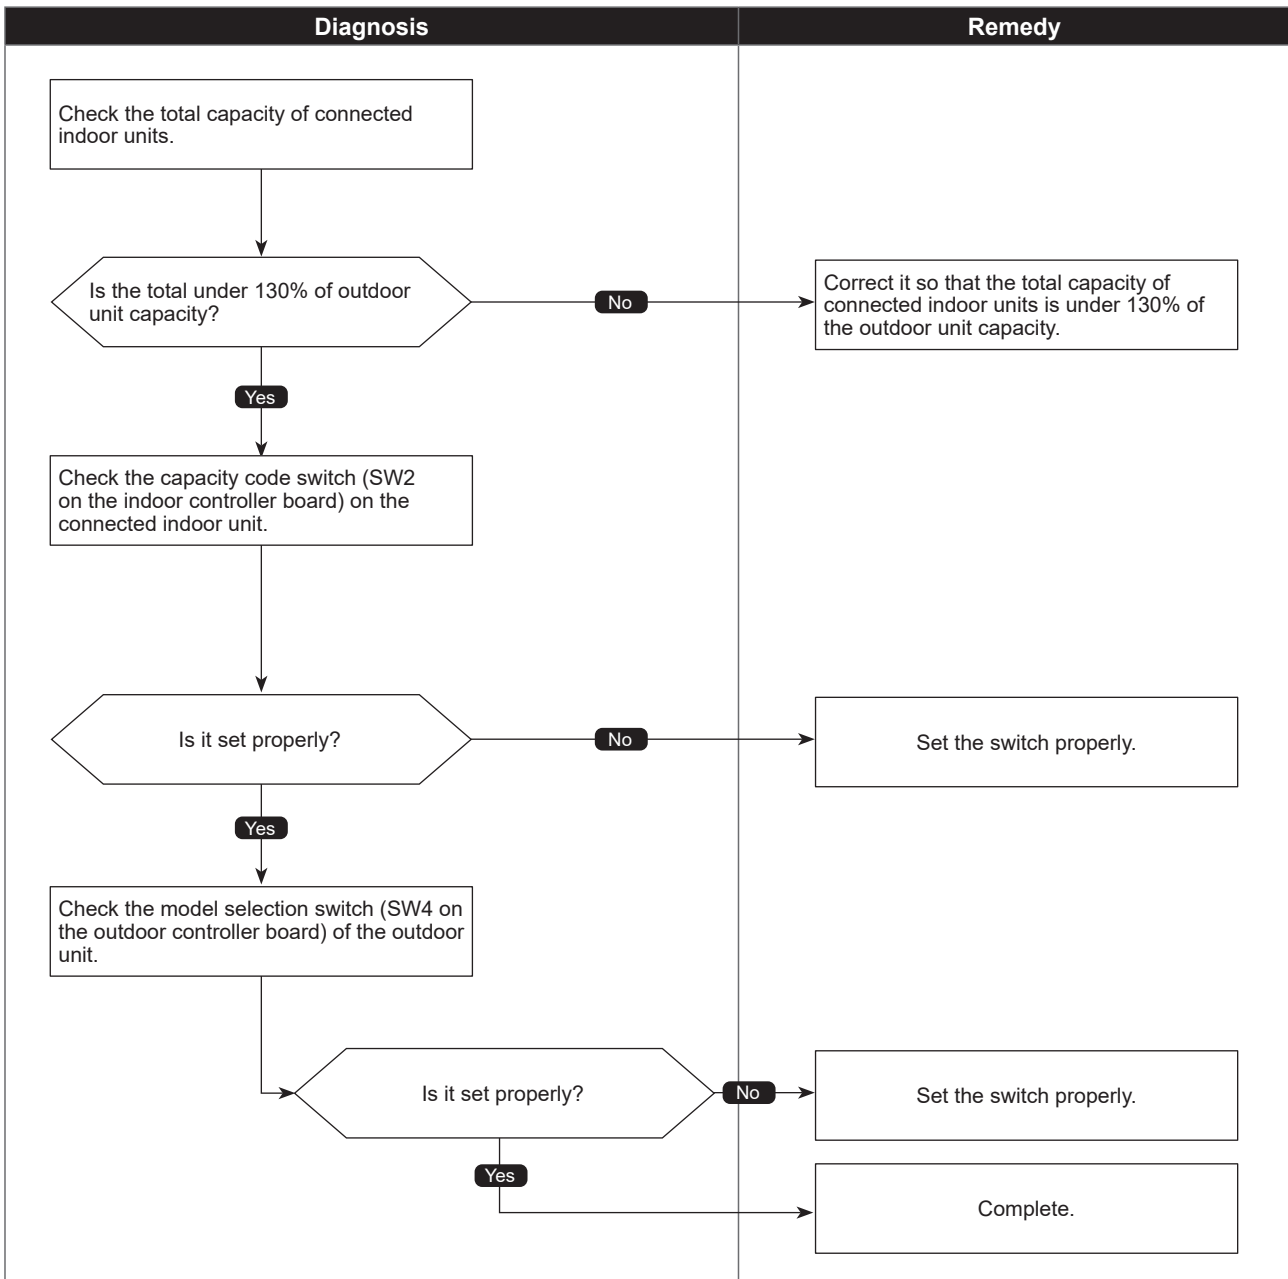 Diagnosis
Remedy
Check the total capacity of connected
indoor units.
Is the total under 130% of outdoor
unit capacity?
No
Correct it so that the total capacity of
connected indoor units is under 130% of
the outdoor unit capacity.
Yes
Check the capacity code switch (SW2
on the indoor controller board) on the
connected indoor unit.
Is it set properly?
No
Set the switch properly.
Yes
Check the model selection switch (SW4 on
the outdoor controller board) of the outdoor
unit.
Is it set properly?
No
Set the switch properly.
Yes
Complete.